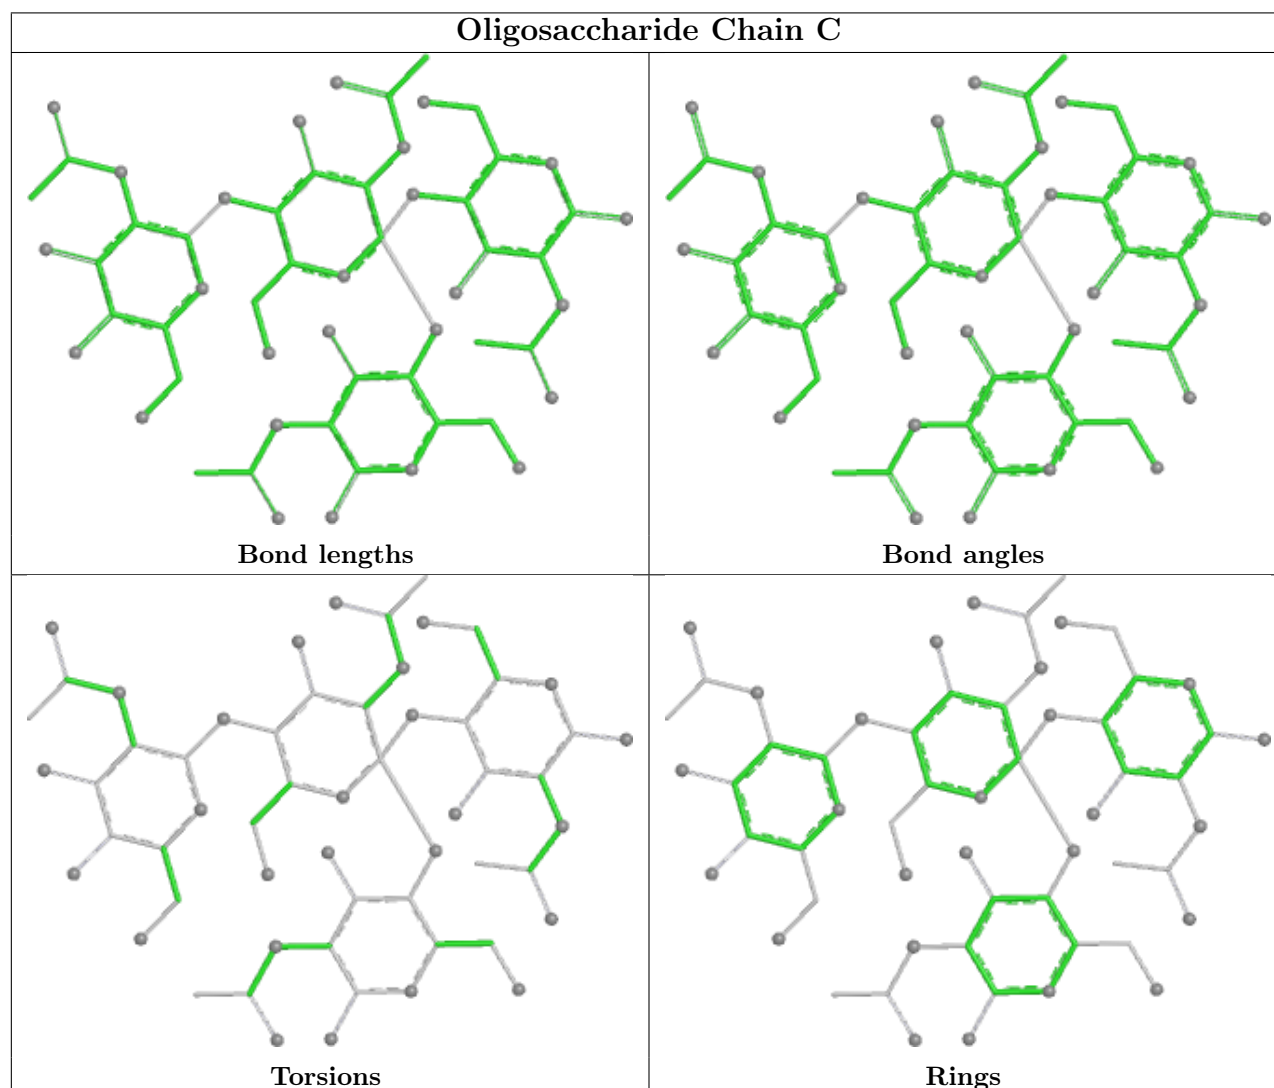 Oligosaccharide Chain C
Bond lengths
Bond angles
Torsions
Rings